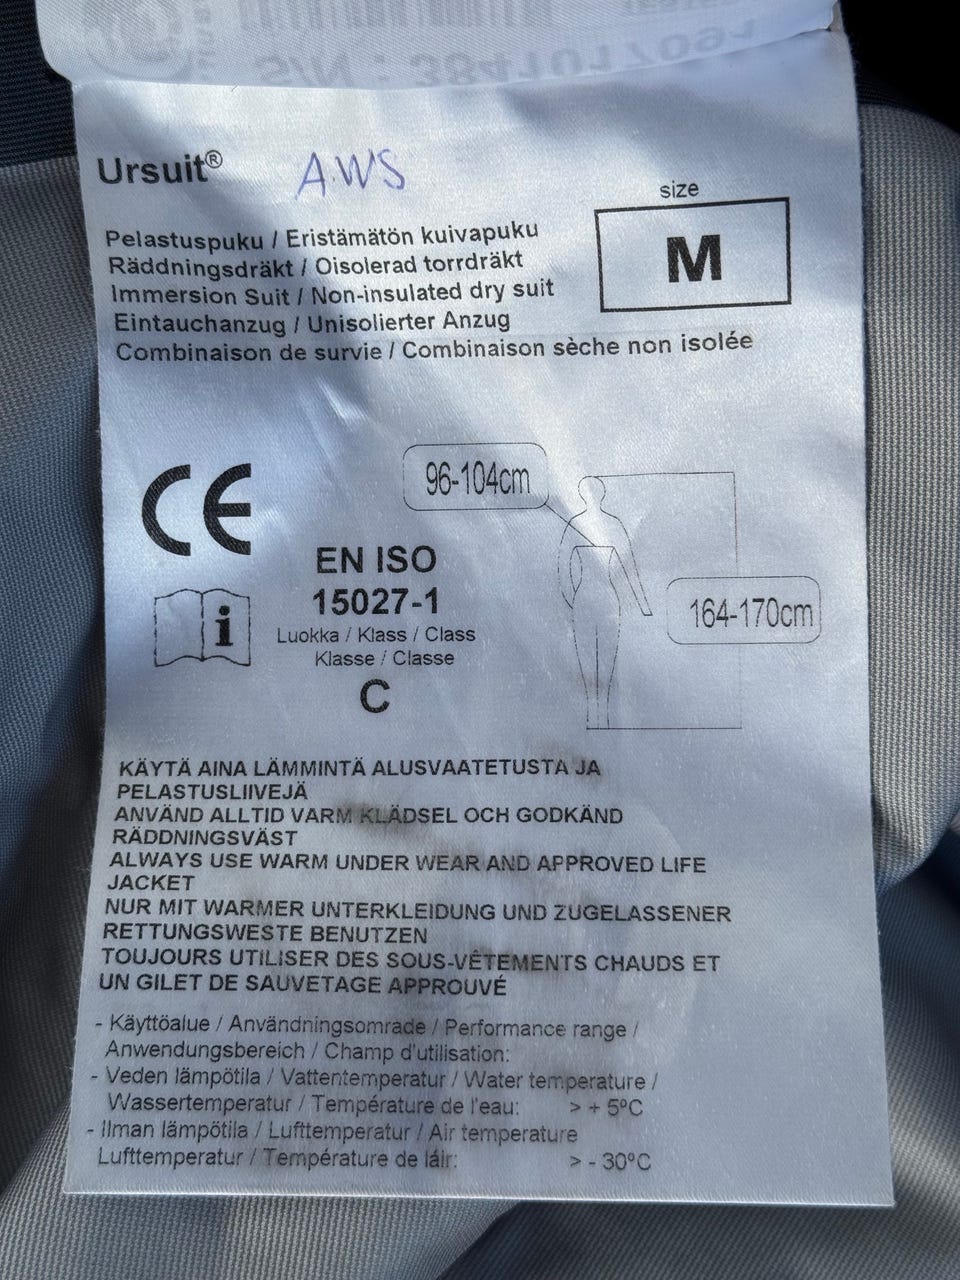 S/N : 3841017091
Ursuit® A.WS
size
M
Pelastuspuku / Eristämätön kuivapuku
Räddningsdräkt / Oisolerad torrdräkt
Immersion Suit / Non-insulated dry suit
Eintauchanzug / Unisolierter Anzug
Combinaison de survie / Combinaison sèche non isolée
CE
96-104cm
164-170cm
EN ISO
15027-1
Luokka / Klass / Class
Klasse / Classe
C
i
KÄYTÄ AINA LÄMMINTÄ ALUSVAATETUSTA JA
PELASTUSLIIVEJÄ
ANVÄND ALLTID VARM KLÄDSEL OCH GODKÄND
RÄDDNINGSVÄST
ALWAYS USE WARM UNDER WEAR AND APPROVED LIFE
JACKET
NUR MIT WARMER UNTERKLEIDUNG UND ZUGELASSENER
RETTUNGSWESTE BENUTZEN
TOUJOURS UTILISER DES SOUS-VÊTEMENTS CHAUDS ET
UN GILET DE SAUVETAGE APPROUVÉ
- Käyttöalue / Användningsomrade / Performance range /
Anwendungsbereich / Champ d'utilisation:
- Veden lämpötila / Vattentemperatur / Water temperature /
Wassertemperatur / Température de l'eau: > + 5ºC
- Ilman lämpötila / Lufttemperatur / Air temperature
Lufttemperatur / Température de láir: > - 30ºC